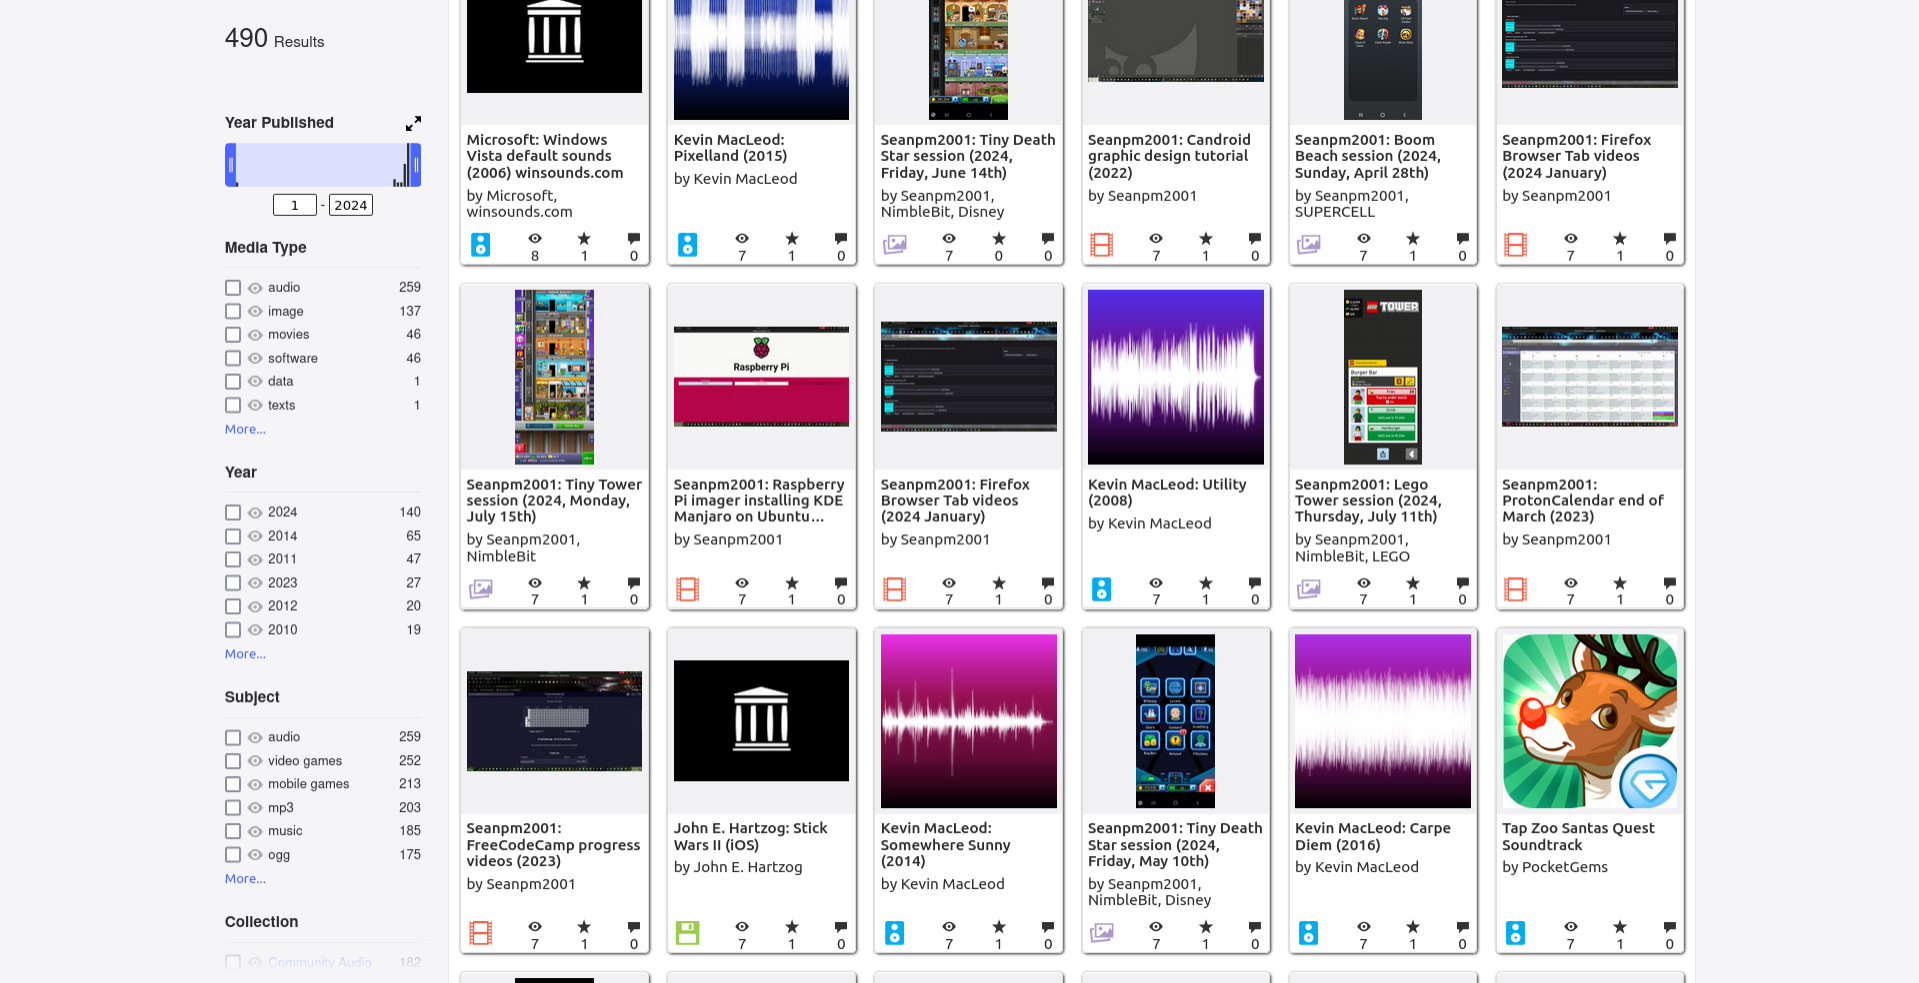 490 Results
Year Published
1 - 2024
Media Type
audio 259
image 137
movies 46
software 46
data 1
texts 1
More...
Year
2024 140
2014 65
2011 47
2023 27
2012 20
2010 19
More...
Subject
audio 259
video games 252
mobile games 213
mp3 203
music 185
ogg 175
More...
Collection
Community Audio 182
Microsoft: Windows
Vista default sounds
(2006) winsounds.com
by Microsoft,
winsounds.com
8 1 0
Kevin MacLeod:
Pixelland (2015)
by Kevin MacLeod
7 1 0
Seanpm2001: Tiny Death
Star session (2024,
Friday, June 14th)
by Seanpm2001,
NimbleBit, Disney
7 0 0
Seanpm2001: Candroid
graphic design tutorial
(2022)
by Seanpm2001
7 1 0
Seanpm2001: Boom
Beach session (2024,
Sunday, April 28th)
by Seanpm2001,
SUPERCELL
7 1 0
Seanpm2001: Firefox
Browser Tab videos
(2024 January)
by Seanpm2001
7 1 0
Seanpm2001: Tiny Tower
session (2024, Monday,
July 15th)
by Seanpm2001,
NimbleBit
7 1 0
Raspberry Pi
Seanpm2001: Raspberry
Pi imager installing KDE
Manjaro on Ubuntu...
by Seanpm2001
7 1 0
Seanpm2001: Firefox
Browser Tab videos
(2024 January)
by Seanpm2001
7 1 0
Kevin MacLeod: Utility
(2008)
by Kevin MacLeod
7 1 0
LEGO TOWER
Burger Bar
Seanpm2001: Lego
Tower session (2024,
Thursday, July 11th)
by Seanpm2001,
NimbleBit, LEGO
7 1 0
Seanpm2001:
ProtonCalendar end of
March (2023)
by Seanpm2001
7 1 0
Seanpm2001:
FreeCodeCamp progress
videos (2023)
by Seanpm2001
7 1 0
John E. Hartzog: Stick
Wars II (iOS)
by John E. Hartzog
7 1 0
Kevin MacLeod:
Somewhere Sunny
(2014)
by Kevin MacLeod
7 1 0
Seanpm2001: Tiny Death
Star session (2024,
Friday, May 10th)
by Seanpm2001,
NimbleBit, Disney
7 1 0
Kevin MacLeod: Carpe
Diem (2016)
by Kevin MacLeod
7 1 0
Tap Zoo Santas Quest
Soundtrack
by PocketGems
7 1 0